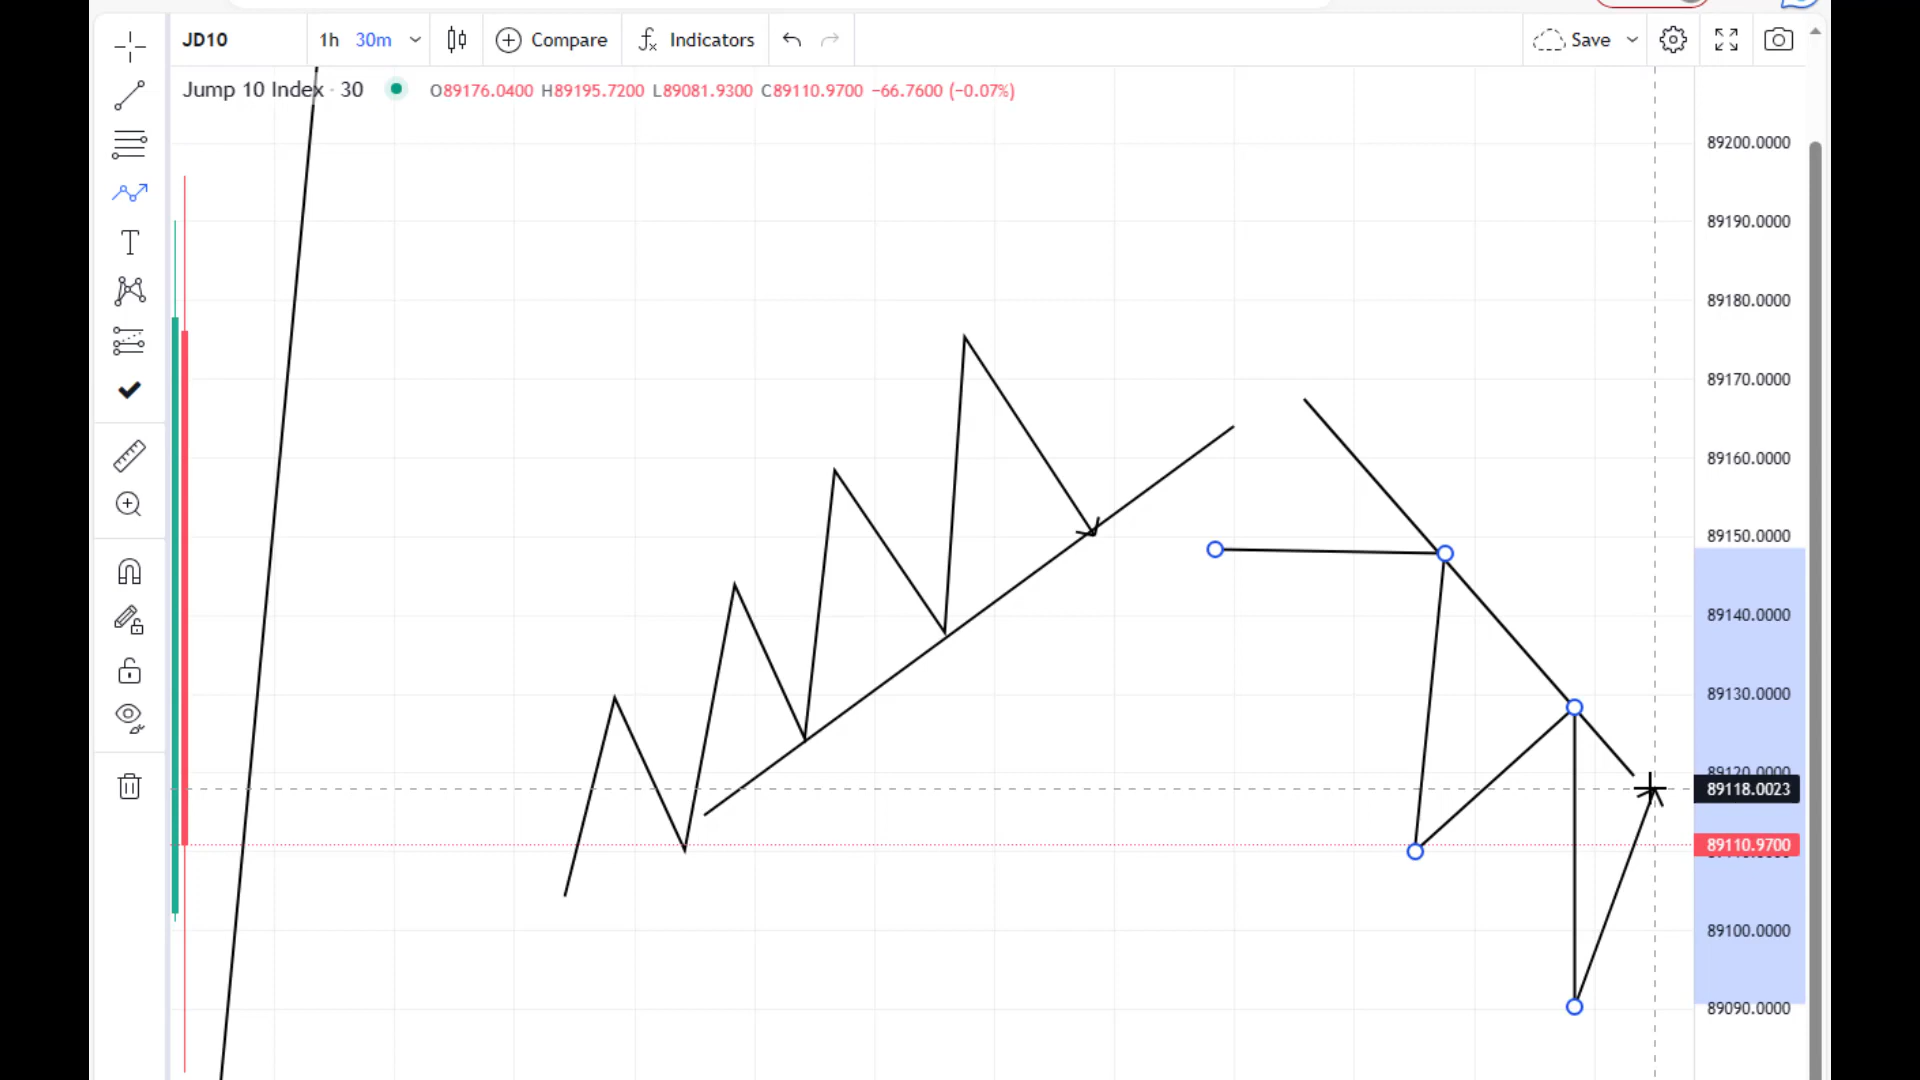 JD10
1h 30m
Compare
Indicators
Save
Jump 10 Index · 30
O89176.0400 H89195.7200 L89081.9300 C89110.9700 −66.7600 (−0.07%)
89200.0000
89190.0000
89180.0000
89170.0000
89160.0000
89150.0000
89140.0000
89130.0000
89120.0000
89118.0023
89110.9700
89100.0000
89090.0000